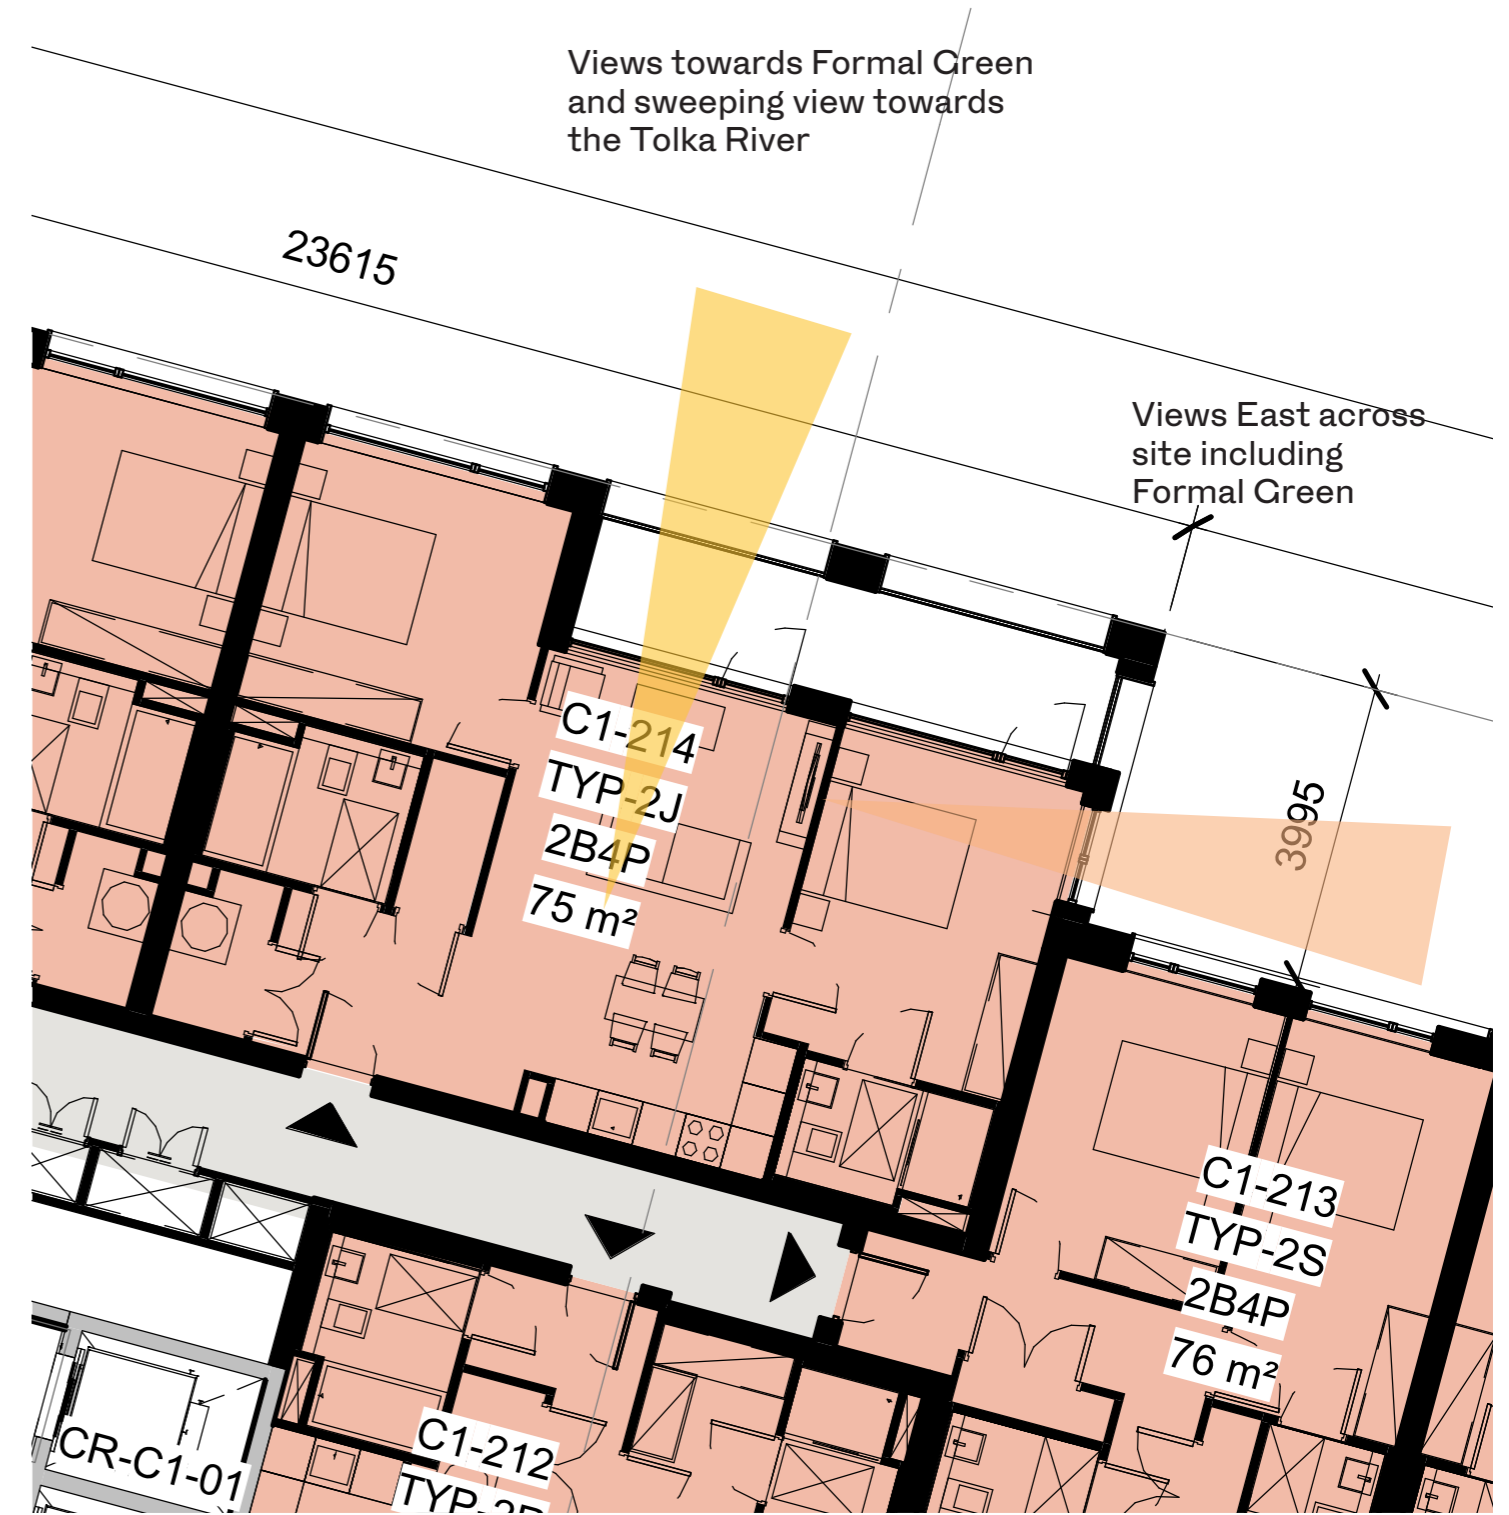 Views towards Formal Green
and sweeping view towards
the Tolka River
23615
Views East across
site including
Formal Green
3995
C1-214
TYP-2J
2B4P
75 m²
C1-213
TYP-2S
2B4P
76 m²
C1-212
CR-C1-01